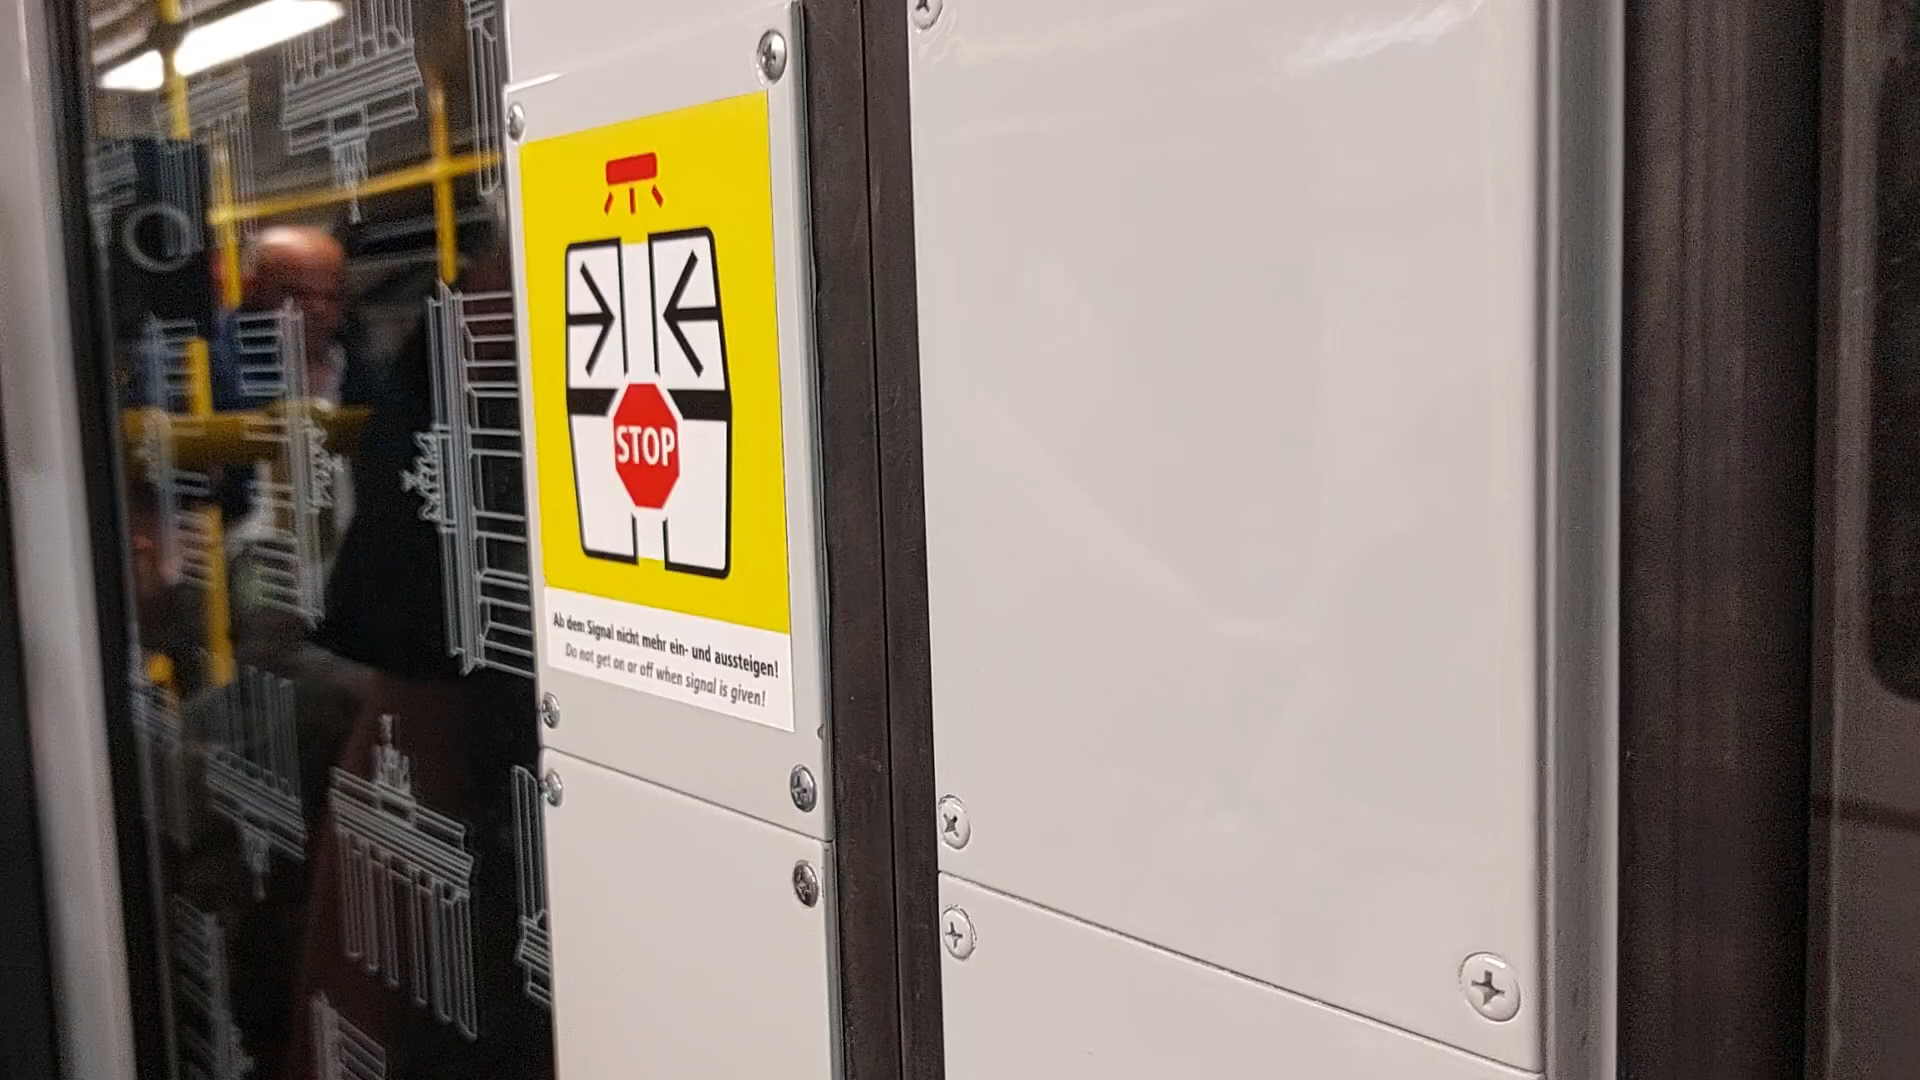 STOP
Ab dem Signal nicht mehr ein- und aussteigen!
Do not get on or off when signal is given!